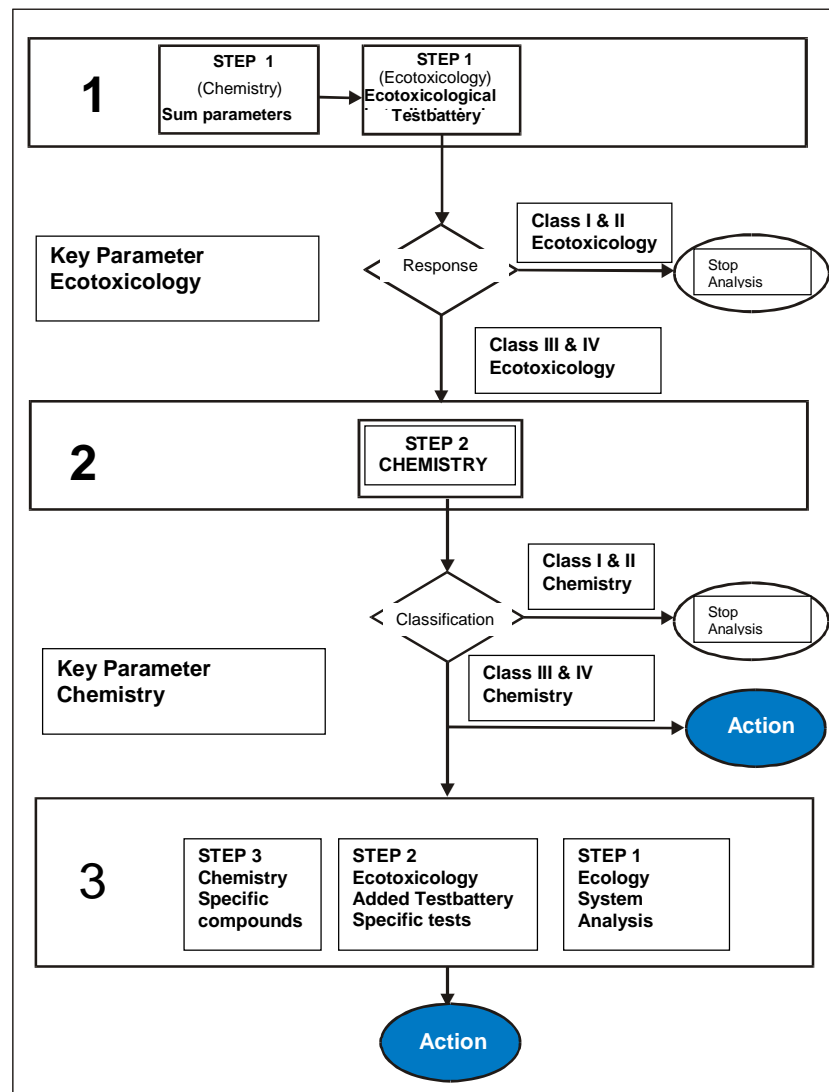 1
STEP 1
(Chemistry)
Sum parameters
STEP 1
(Ecotoxicology)
Ecotoxicological
Testbattery
Key Parameter
Ecotoxicology
Response
Class I & II
Ecotoxicology
Stop
Analysis
Class III & IV
Ecotoxicology
2
STEP 2
CHEMISTRY
Class I & II
Chemistry
Classification
Stop
Analysis
Key Parameter
Chemistry
Class III & IV
Chemistry
Action
3
STEP 3
Chemistry
Specific
compounds
STEP 2
Ecotoxicology
Added Testbattery
Specific tests
STEP 1
Ecology
System
Analysis
Action